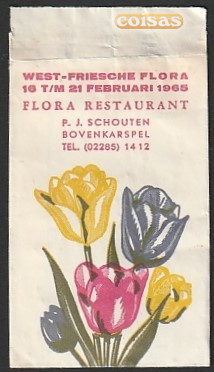 coisas
WEST-FRIESCHE FLORA
16 T/M 21 FEBRUARI 1965
FLORA RESTAURANT
P. J. SCHOUTEN
BOVENKARSPEL
TEL. (02285) 1412